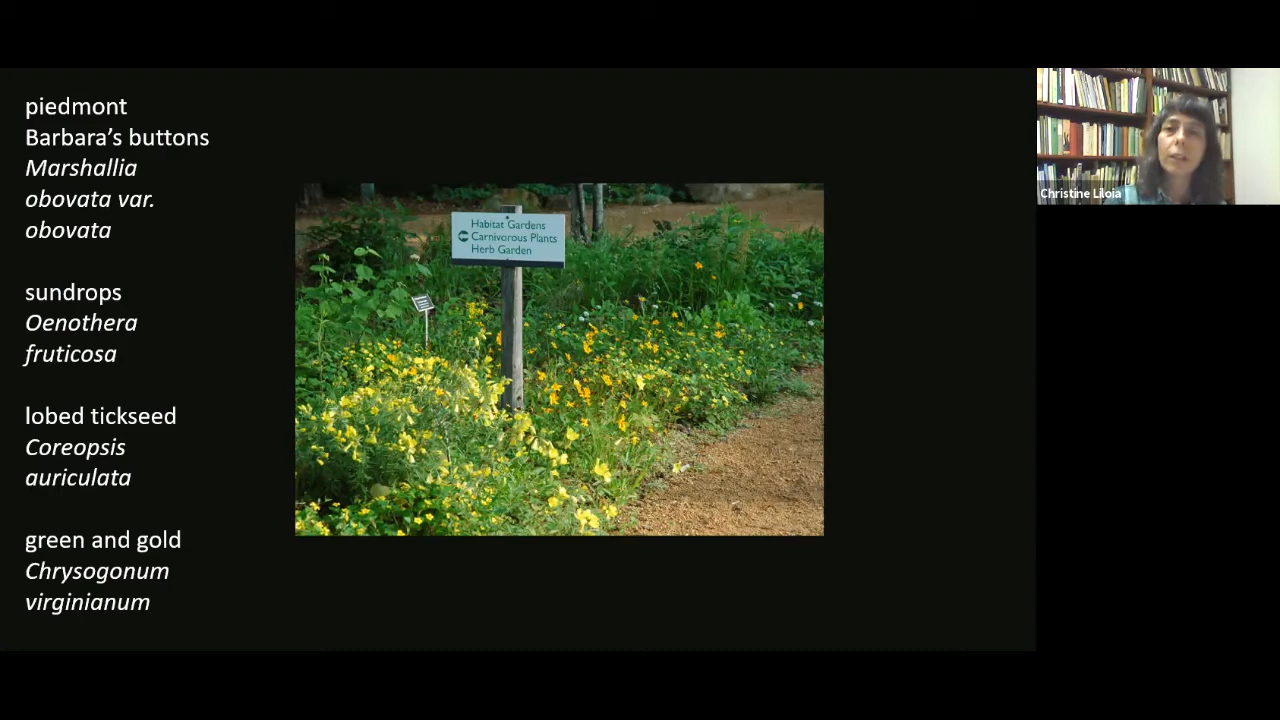 piedmont
Barbara's buttons
Marshallia
obovata var.
obovata
sundrops
Oenothera
fruticosa
lobed tickseed
Coreopsis
auriculata
green and gold
Chrysogonum
virginianum
Habitat Gardens
Carnivorous Plants
Herb Garden
Christine Liloia